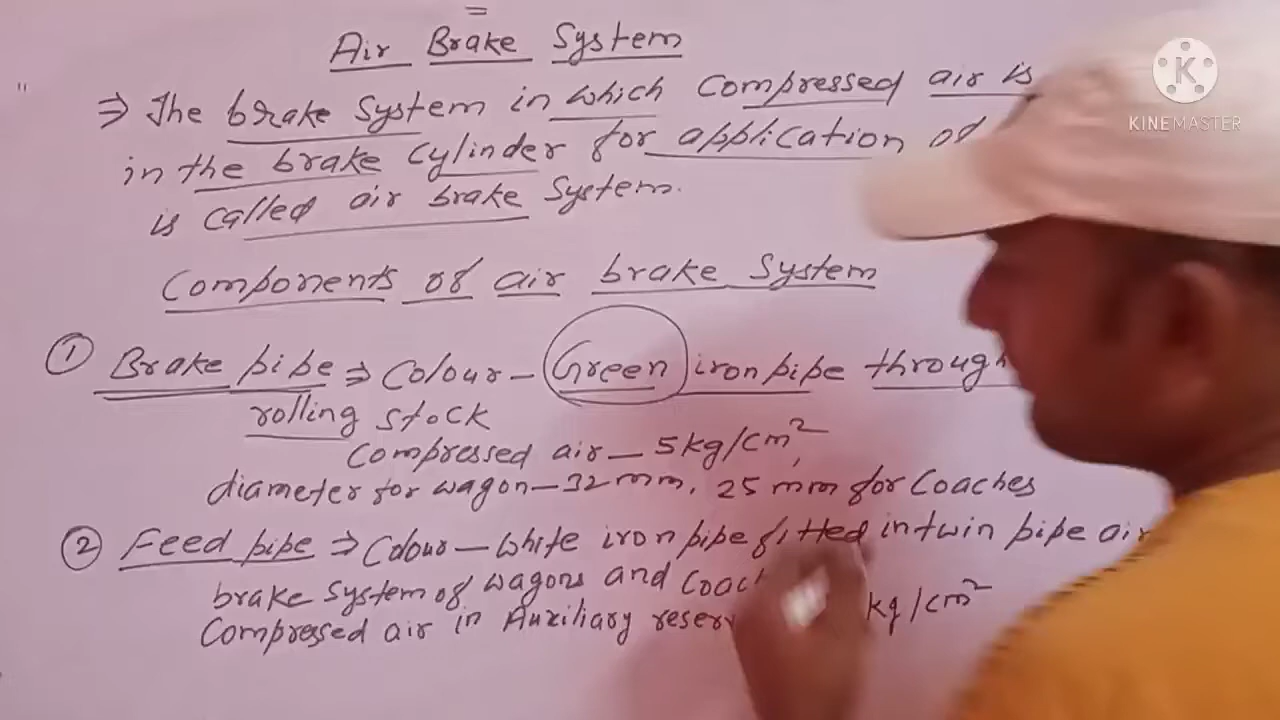 Air Brake System
⇒ The brake System in which Compressed air is
in the brake Cylinder for application of
is called air brake System.
Components of air brake System
① Brake pipe ⇒ Colour - Green iron pipe through
rolling stock
Compressed air - 5 kg/cm²,
diameter for wagon - 32 mm, 25 mm for Coaches
② Feed pipe ⇒ Colour - White iron pipe fitted in twin pipe air
brake System of wagons and
Compressed air in Auxiliary kg/cm²
KINEMASTER